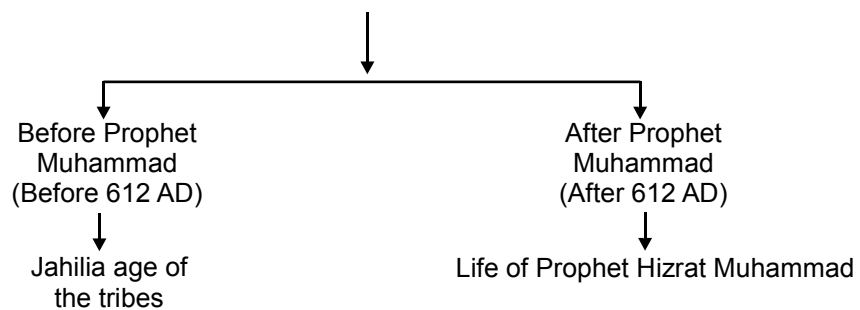 Before Prophet
Muhammad
(Before 612 AD)
Jahilia age of
the tribes
After Prophet
Muhammad
(After 612 AD)
Life of Prophet Hizrat Muhammad